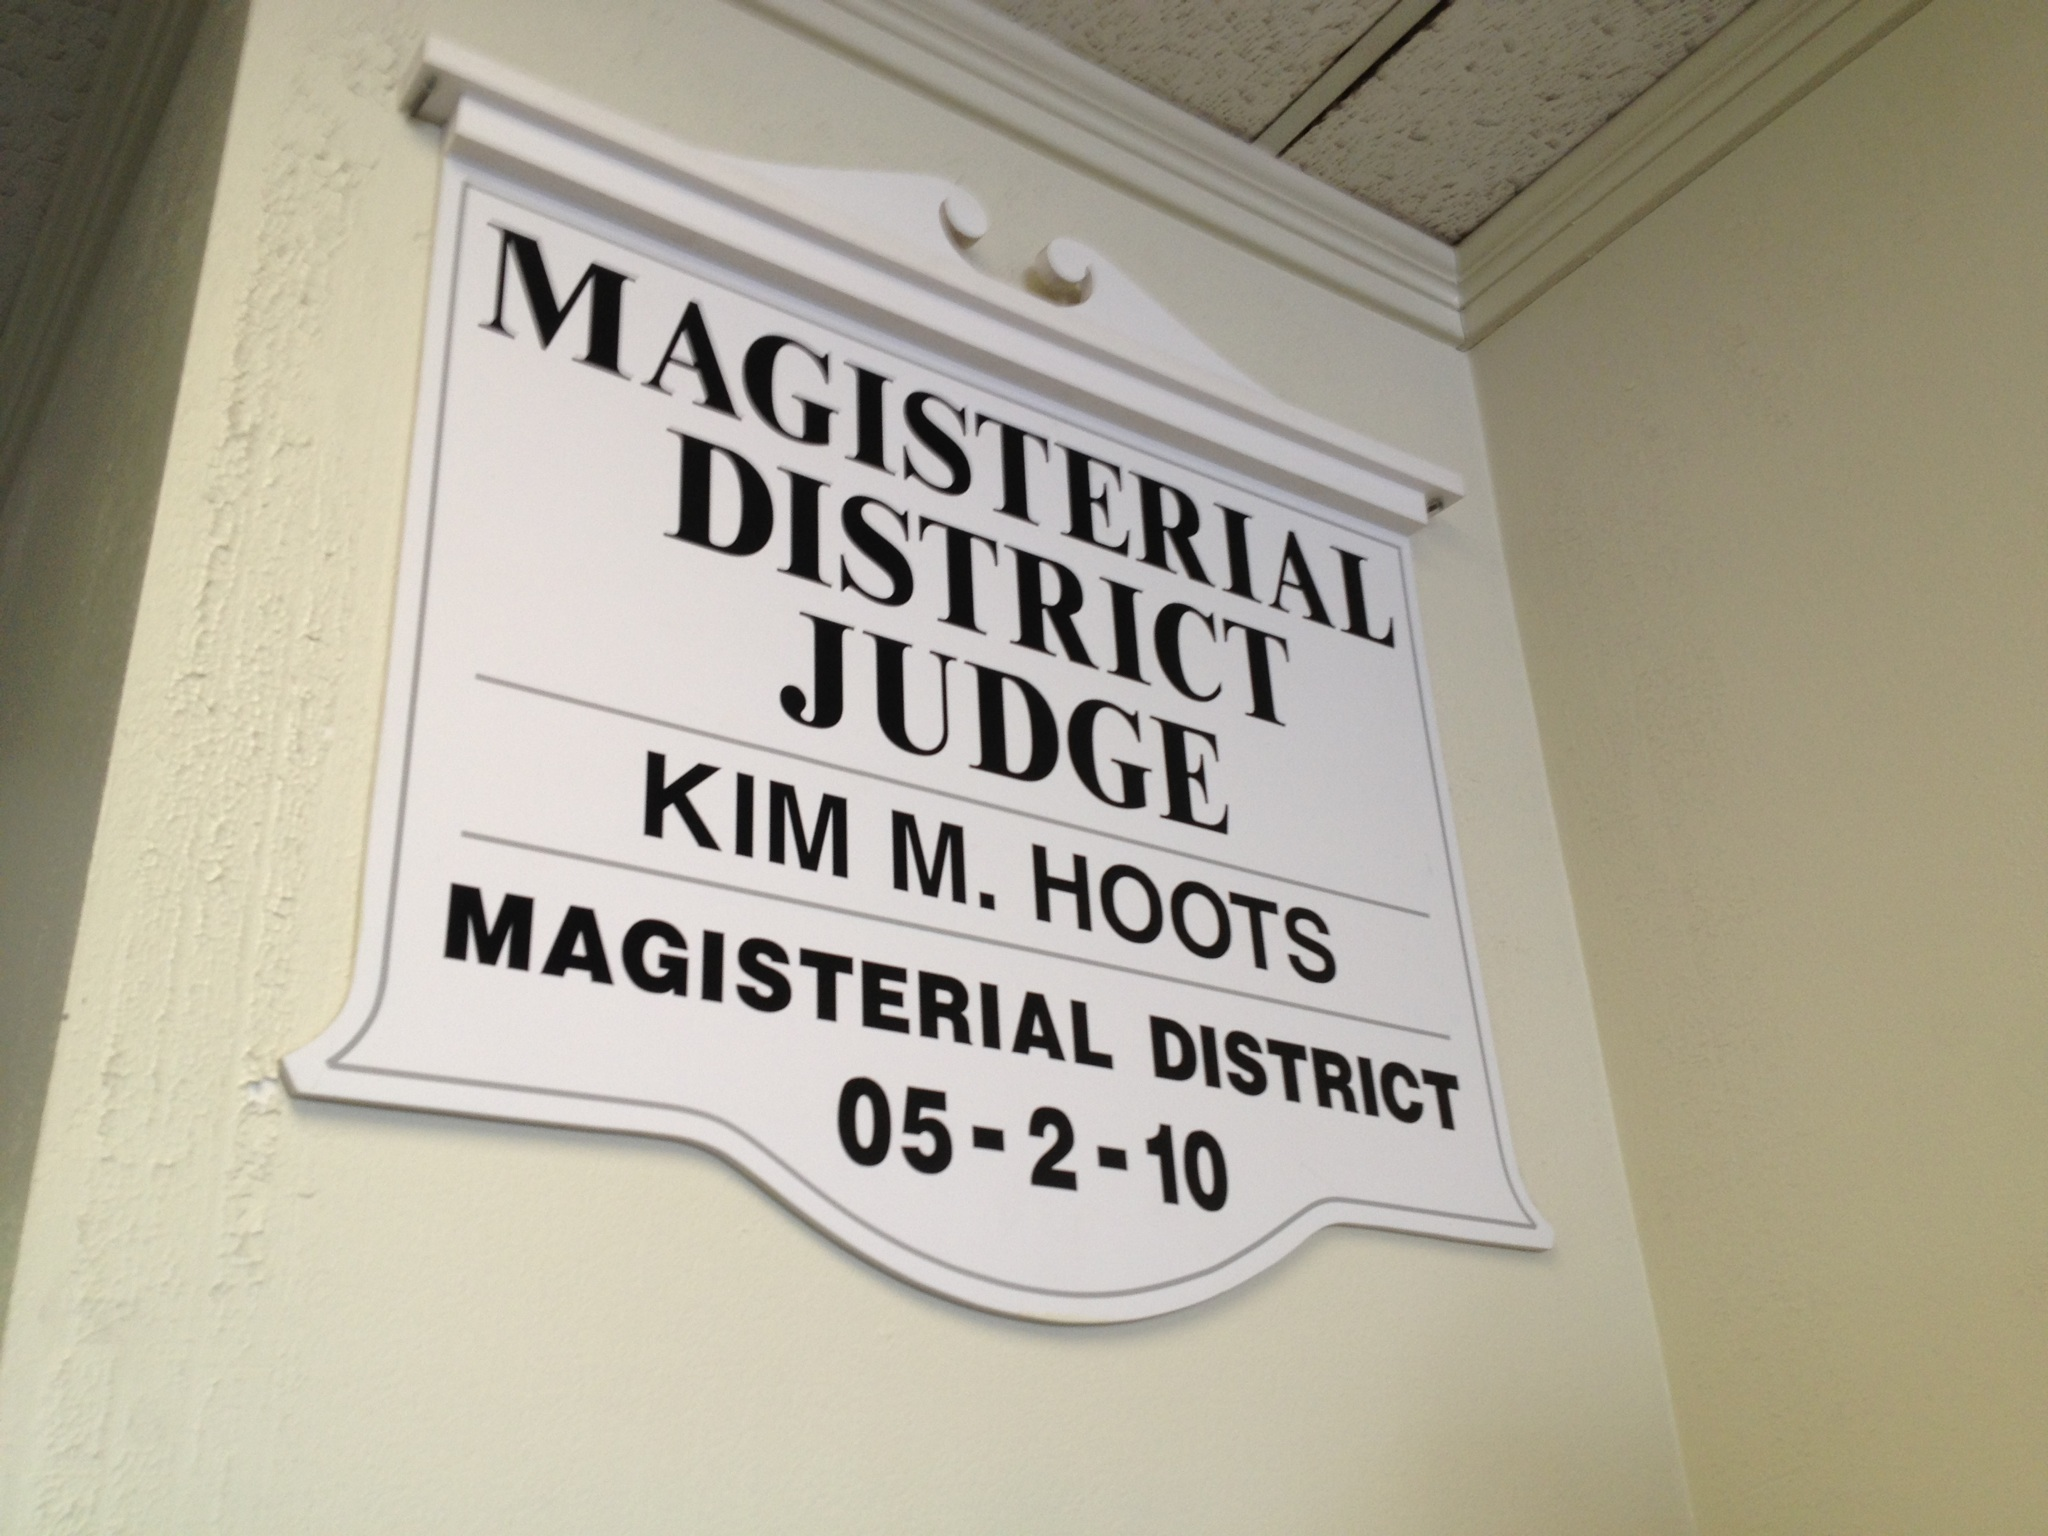 MAGISTERIAL
DISTRICT
JUDGE
KIM M. HOOTS
MAGISTERIAL DISTRICT
05-2-10